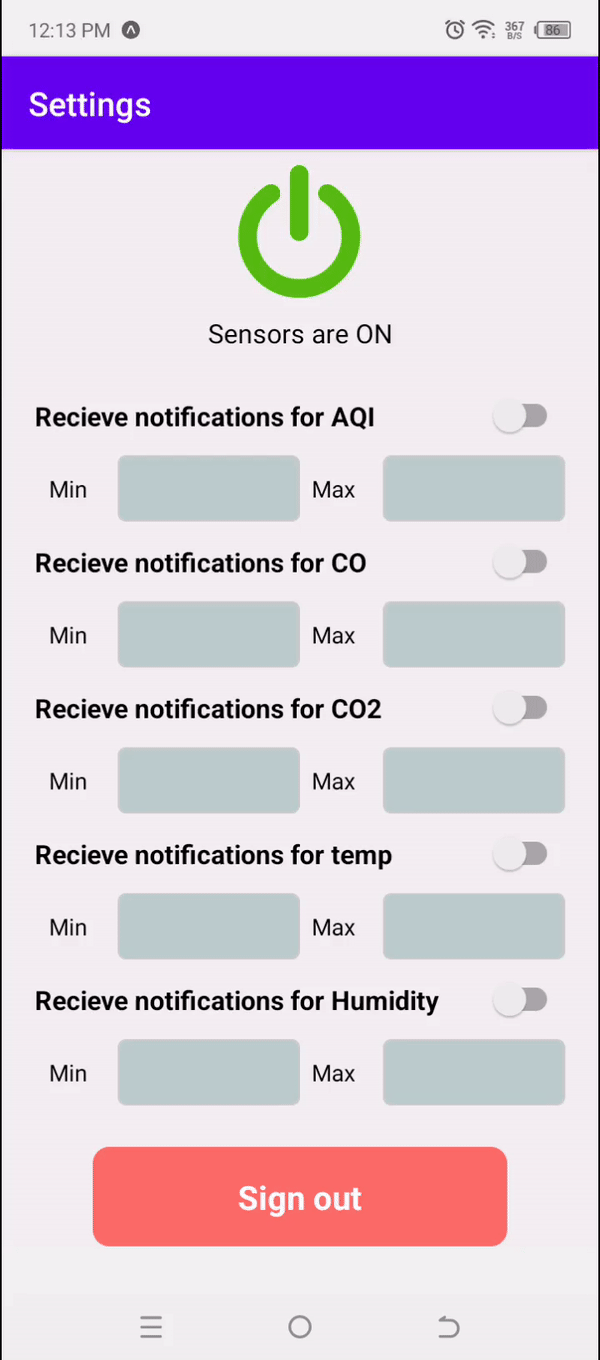 12:13 PM 367 B/S 86
Settings
Sensors are ON
Recieve notifications for AQI
Min Max
Recieve notifications for CO
Min Max
Recieve notifications for CO2
Min Max
Recieve notifications for temp
Min Max
Recieve notifications for Humidity
Min Max
Sign out